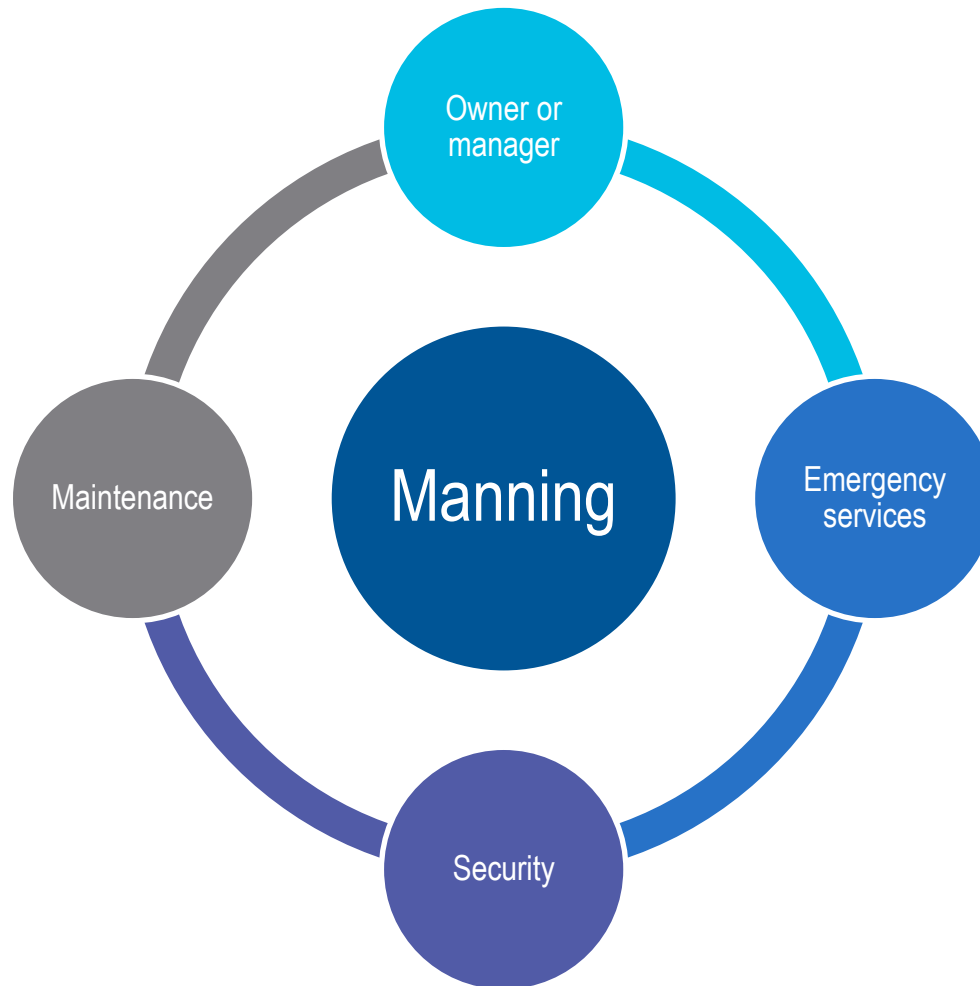 Owner or
manager
Maintenance
Manning
Emergency
services
Security